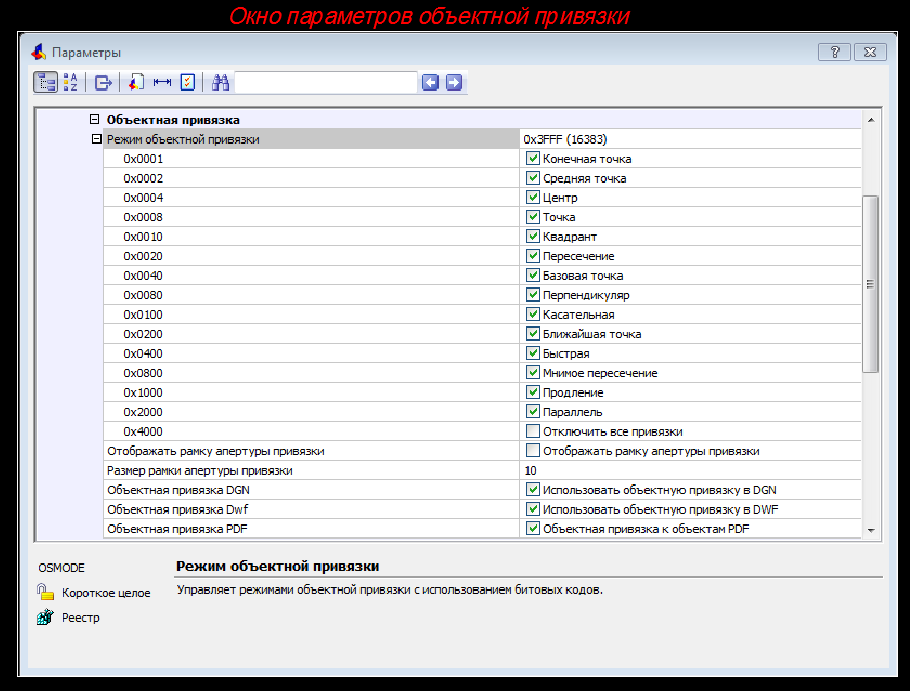 Окно параметров объектной привязки
Параметры
Объектная привязка
Режим объектной привязки 0x3FFF (16383)
0x0001 Конечная точка
0x0002 Средняя точка
0x0004 Центр
0x0008 Точка
0x0010 Квадрант
0x0020 Пересечение
0x0040 Базовая точка
0x0080 Перпендикуляр
0x0100 Касательная
0x0200 Ближайшая точка
0x0400 Быстрая
0x0800 Мнимое пересечение
0x1000 Продление
0x2000 Параллель
0x4000 Отключить все привязки
Отображать рамку апертуры привязки Отображать рамку апертуры привязки
Размер рамки апертуры привязки 10
Объектная привязка DGN Использовать объектную привязку в DGN
Объектная привязка Dwf Использовать объектную привязку в DWF
Объектная привязка PDF Объектная привязка к объектам PDF
OSMODE Режим объектной привязки
Короткое целое Управляет режимами объектной привязки с использованием битовых кодов.
Реестр